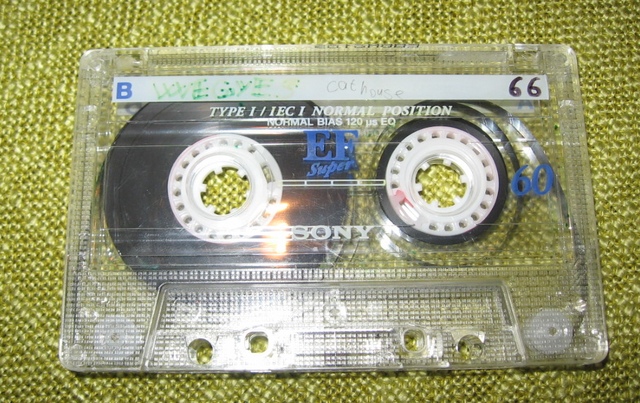 B cathouse 66
TYPE I / IEC I NORMAL POSITION
NORMAL BIAS 120 µs EQ
EF
Super 60
SONY